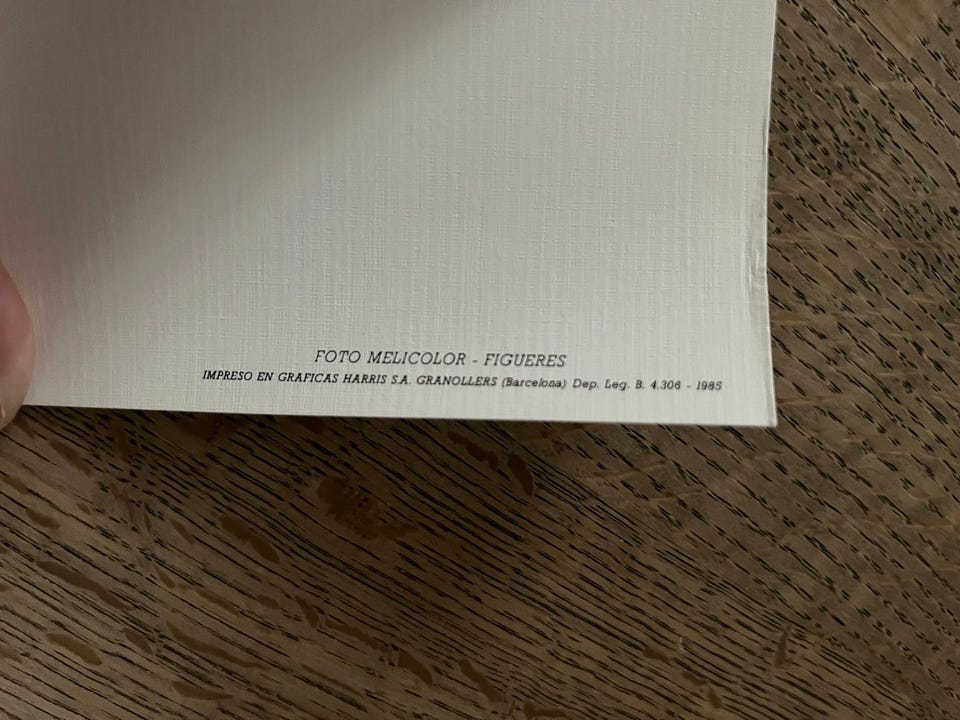 FOTO MELICOLOR - FIGUERES
IMPRESO EN GRAFICAS HARRIS S.A. GRANOLLERS (Barcelona) Dep. Leg. B. 4.306 - 1985